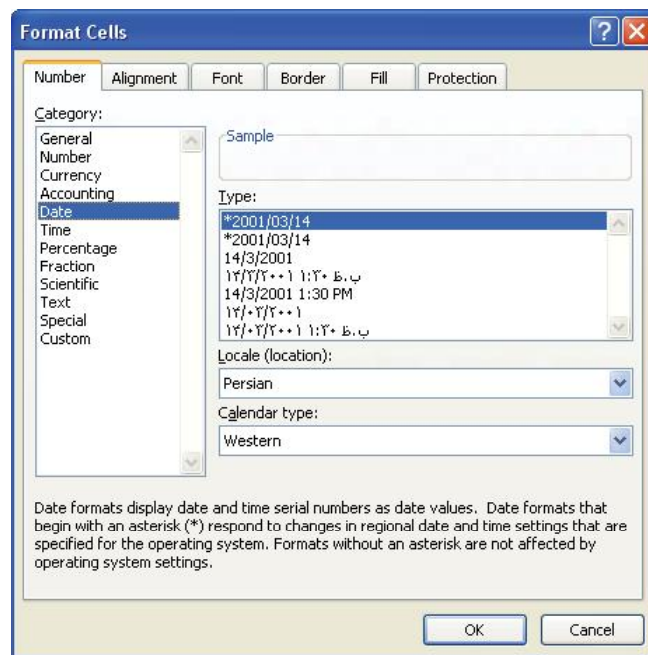 Format Cells
Number
Alignment
Font
Border
Fill
Protection
Category:
General
Number
Currency
Accounting
Date
Time
Percentage
Fraction
Scientific
Text
Special
Custom
Sample
Type:
*2001/03/14
*2001/03/14
14/3/2001
۱۴/۳/۲۰۰۱ ۱:۳۰ ب.ظ
14/3/2001 1:30 PM
۱۴/۰۳/۲۰۰۱
۱۴/۰۳/۲۰۰۱ ۱:۳۰ ب.ظ
Locale (location):
Persian
Calendar type:
Western
Date formats display date and time serial numbers as date values. Date formats that
begin with an asterisk (*) respond to changes in regional date and time settings that are
specified for the operating system. Formats without an asterisk are not affected by
operating system settings.
OK
Cancel